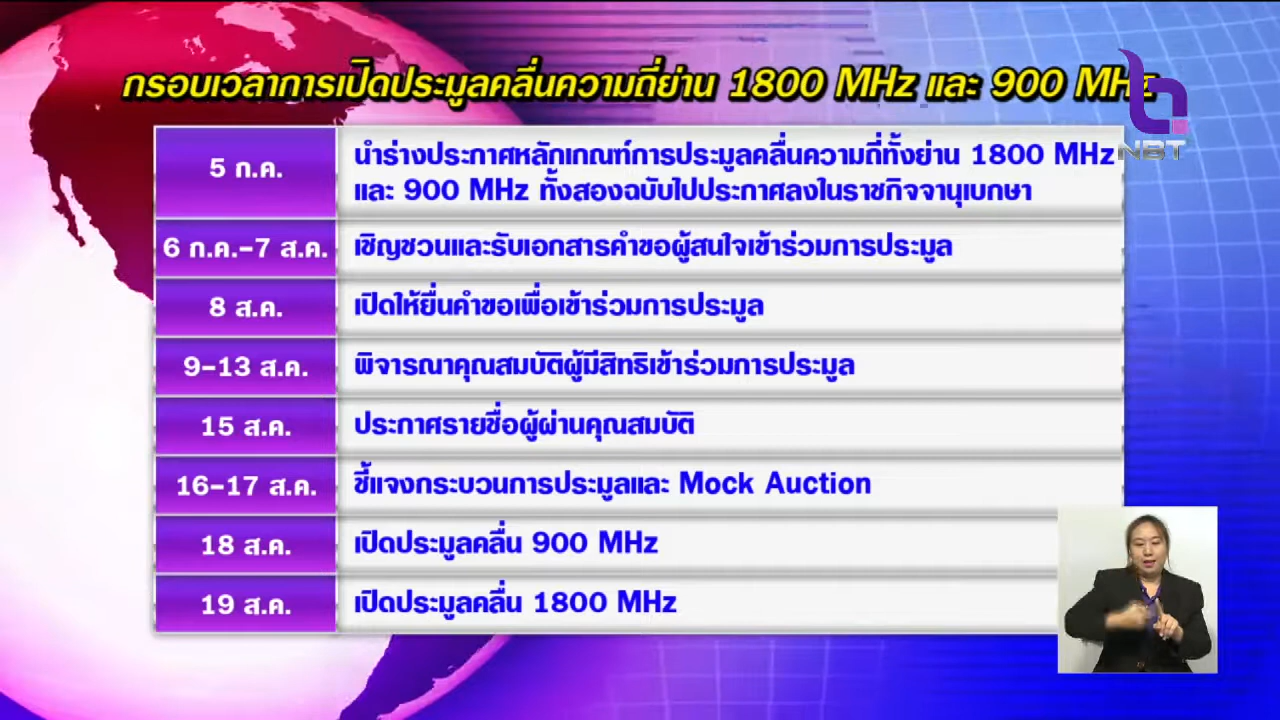 กรอบเวลาการเปิดประมูลคลื่นความถี่ย่าน 1800 MHz และ 900 MHz
NBT
5 ก.ค.
นำร่างประกาศหลักเกณฑ์การประมูลคลื่นความถี่ทั้งย่าน 1800 MHz
และ 900 MHz ทั้งสองฉบับไปประกาศลงในราชกิจจานุเบกษา
6 ก.ค.-7 ส.ค.
เชิญชวนและรับเอกสารคำขอผู้สนใจเข้าร่วมการประมูล
8 ส.ค.
เปิดให้ยื่นคำขอเพื่อเข้าร่วมการประมูล
9-13 ส.ค.
พิจารณาคุณสมบัติผู้มีสิทธิเข้าร่วมการประมูล
15 ส.ค.
ประกาศรายชื่อผู้ผ่านคุณสมบัติ
16-17 ส.ค.
ชี้แจงกระบวนการประมูลและ Mock Auction
18 ส.ค.
เปิดประมูลคลื่น 900 MHz
19 ส.ค.
เปิดประมูลคลื่น 1800 MHz